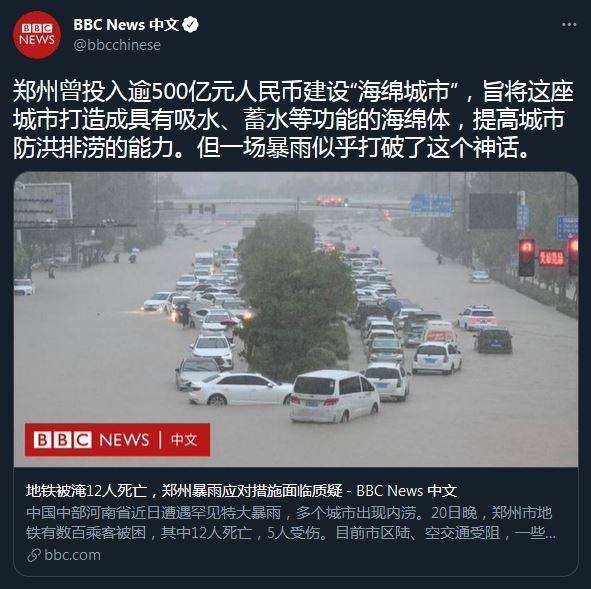 BBC NEWS
BBC News 中文
@bbcchinese
郑州曾投入逾500亿元人民币建设“海绵城市”，旨将这座
城市打造成具有吸水、蓄水等功能的海绵体，提高城市
防洪排涝的能力。但一场暴雨似乎打破了这个神话。
BBC NEWS | 中文
地铁被淹12人死亡，郑州暴雨应对措施面临质疑 - BBC News 中文
中国中部河南省近日遭遇罕见特大暴雨，多个城市出现内涝。20日晚，郑州市地
铁有数百乘客被困，其中12人死亡，5人受伤。目前市区陆、空交通受阻，一些...
bbc.com